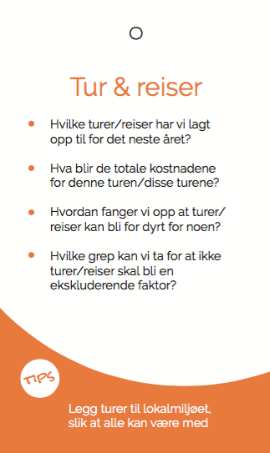 Tur & reiser
Hvilke turer/reiser har vi lagt
opp til for det neste året?
Hva blir de totale kostnadene
for denne turen/disse turene?
Hvordan fanger vi opp at turer/
reiser kan bli for dyrt for noen?
Hvilke grep kan vi ta for at ikke
turer/reiser skal bli en
ekskluderende faktor?
TIPS
Legg turer til lokalmiljøet,
slik at alle kan være med